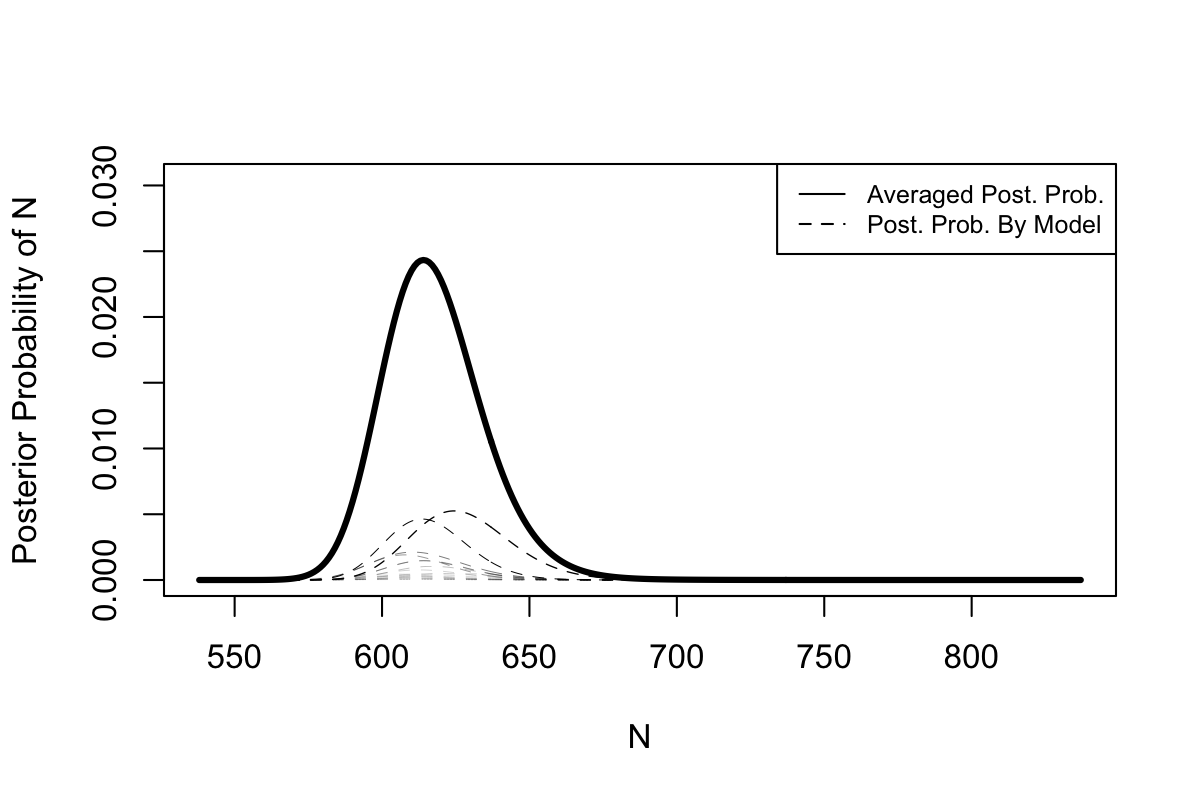 Averaged Post. Prob.
Post. Prob. By Model
Posterior Probability of N
0.030
0.020
0.010
0.000
550 600 650 700 750 800
N